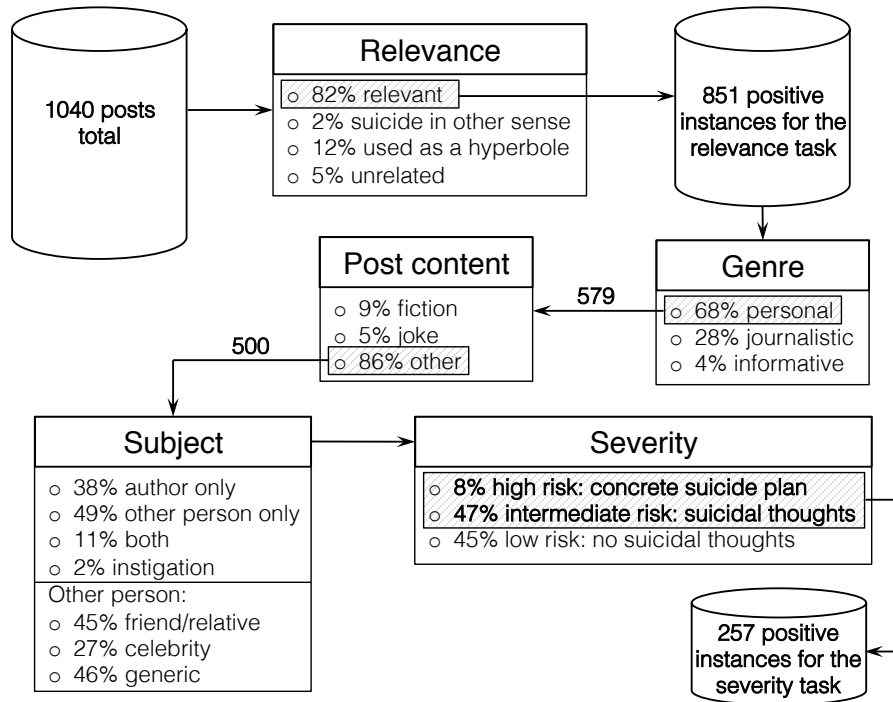 1040 posts
total
Relevance
○ 82% relevant
○ 2% suicide in other sense
○ 12% used as a hyperbole
○ 5% unrelated
851 positive
instances for the
relevance task
Genre
○ 68% personal
○ 28% journalistic
○ 4% informative
579
Post content
○ 9% fiction
○ 5% joke
○ 86% other
500
Subject
○ 38% author only
○ 49% other person only
○ 11% both
○ 2% instigation
Other person:
○ 45% friend/relative
○ 27% celebrity
○ 46% generic
Severity
○ 8% high risk: concrete suicide plan
○ 47% intermediate risk: suicidal thoughts
○ 45% low risk: no suicidal thoughts
257 positive
instances for the
severity task